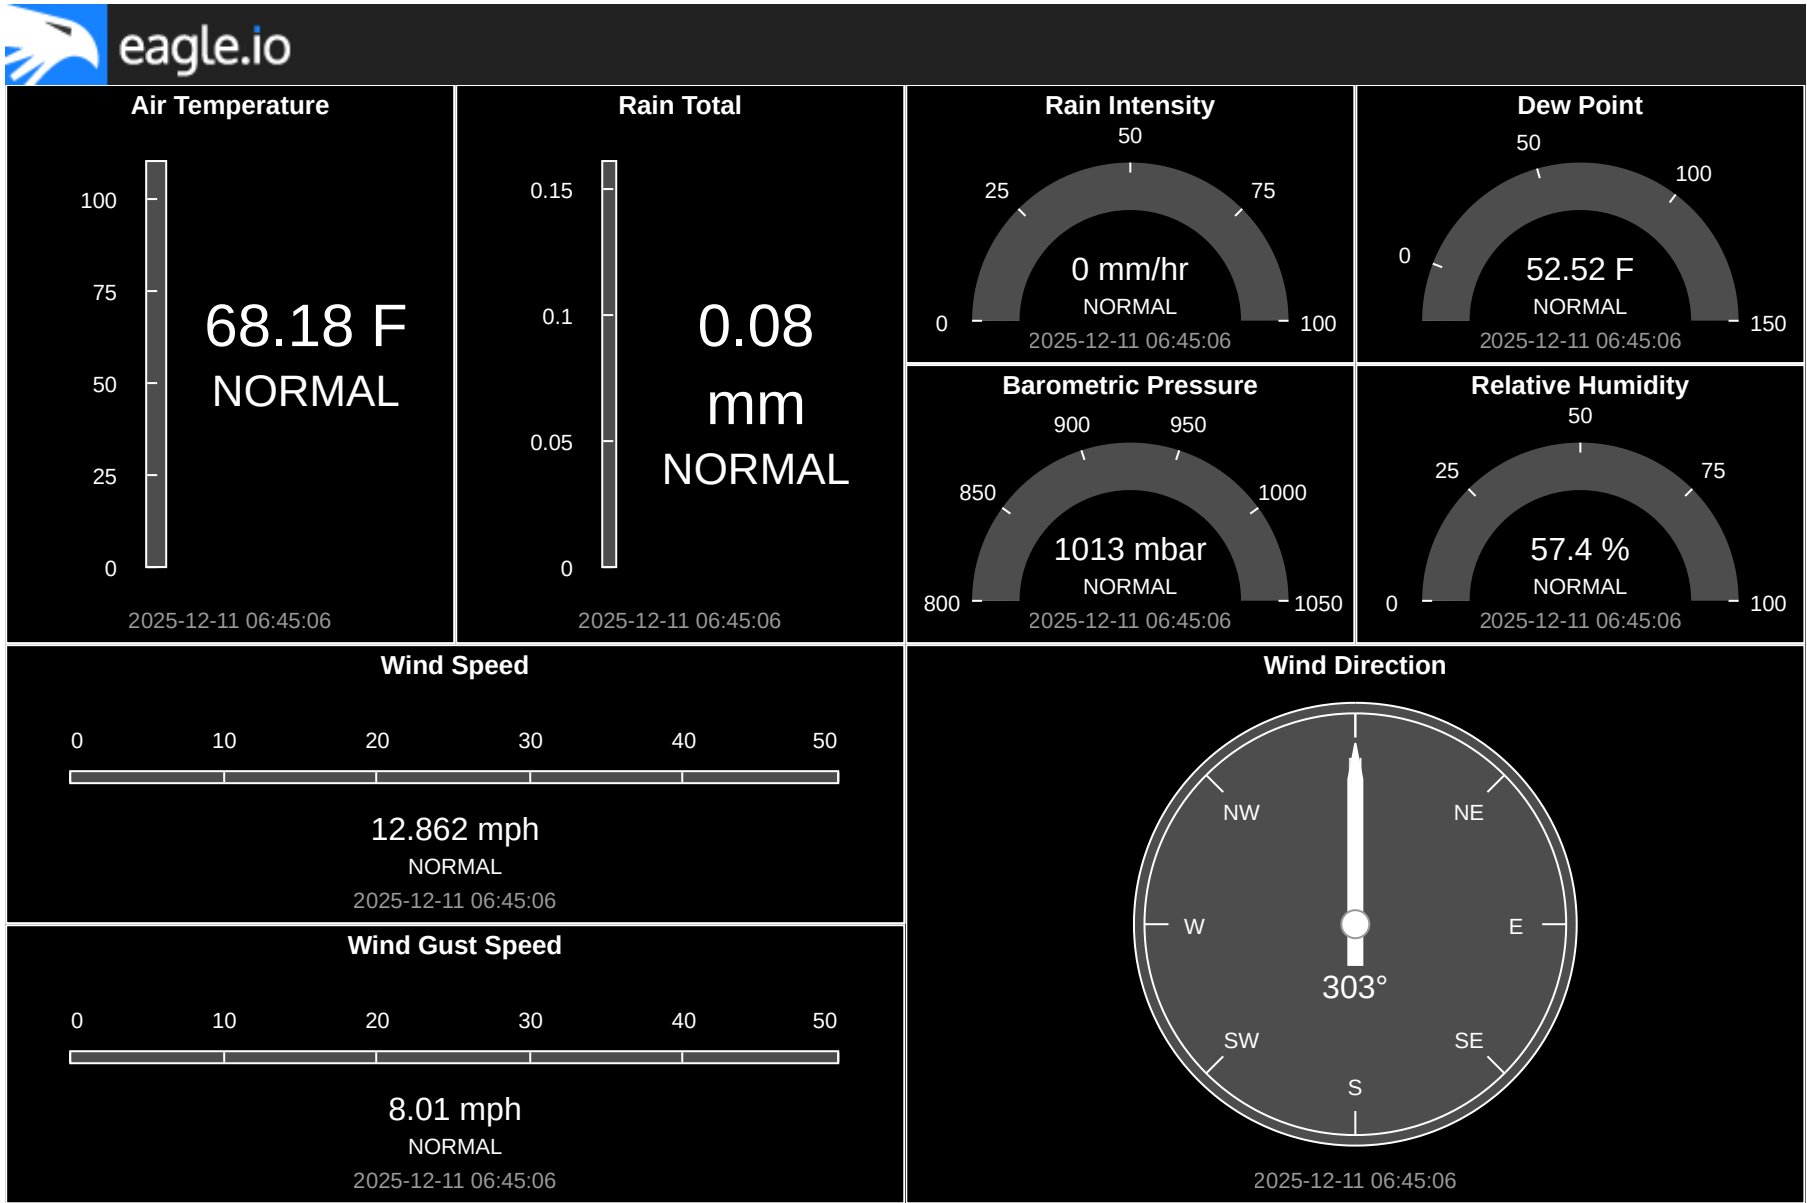 eagle.io
Air Temperature
100
75
50
25
0
68.18 F
NORMAL
2025-12-11 06:45:06
Rain Total
0.15
0.1
0.05
0
0.08
mm
NORMAL
2025-12-11 06:45:06
Rain Intensity
50
25
75
0
100
0 mm/hr
NORMAL
2025-12-11 06:45:06
Dew Point
50
100
0
150
52.52 F
NORMAL
2025-12-11 06:45:06
Barometric Pressure
900
950
850
1000
800
1050
1013 mbar
NORMAL
2025-12-11 06:45:06
Relative Humidity
50
25
75
0
100
57.4 %
NORMAL
2025-12-11 06:45:06
Wind Speed
0 10 20 30 40 50
12.862 mph
NORMAL
2025-12-11 06:45:06
Wind Gust Speed
0 10 20 30 40 50
8.01 mph
NORMAL
2025-12-11 06:45:06
Wind Direction
NW NE
W E
303°
SW SE
S
2025-12-11 06:45:06